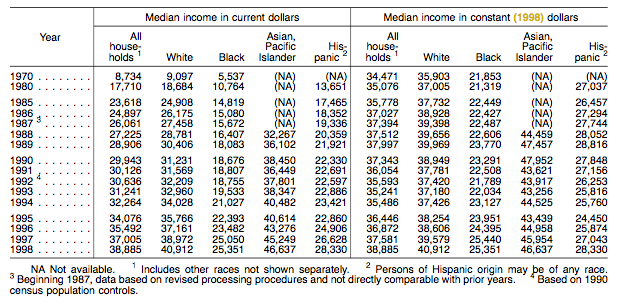 Year Median income in current dollars Median income in constant (1998) dollars
All house-holds 1 White Black Asian, Pacific Islander His-panic 2 All house-holds 1 White Black Asian, Pacific Islander His-panic 2
1970 . . . . . . . . 8,734 9,097 5,537 (NA) (NA) 34,471 35,903 21,853 (NA) (NA)
1980 . . . . . . . . 17,710 18,684 10,764 (NA) 13,651 35,076 37,005 21,319 (NA) 27,037
1985 . . . . . . . . 23,618 24,908 14,819 (NA) 17,465 35,778 37,732 22,449 (NA) 26,457
1986 . . . . . . . . 24,897 26,175 15,080 (NA) 18,352 37,027 38,928 22,427 (NA) 27,294
1987 3 . . . . . . . 26,061 27,458 15,672 (NA) 19,336 37,394 39,398 22,487 (NA) 27,744
1988 . . . . . . . . 27,225 28,781 16,407 32,267 20,359 37,512 39,656 22,606 44,459 28,052
1989 . . . . . . . . 28,906 30,406 18,083 36,102 21,921 37,997 39,969 23,770 47,457 28,816
1990 . . . . . . . . 29,943 31,231 18,676 38,450 22,330 37,343 38,949 23,291 47,952 27,848
1991 . . . . . . . . 30,126 31,569 18,807 36,449 22,691 36,054 37,781 22,508 43,621 27,156
1992 4 . . . . . . . 30,636 32,209 18,755 37,801 22,597 35,593 37,420 21,789 43,917 26,253
1993 . . . . . . . . 31,241 32,960 19,533 38,347 22,886 35,241 37,180 22,034 43,256 25,816
1994 . . . . . . . . 32,264 34,028 21,027 40,482 23,421 35,486 37,426 23,127 44,525 25,760
1995 . . . . . . . . 34,076 35,766 22,393 40,614 22,860 36,446 38,254 23,951 43,439 24,450
1996 . . . . . . . . 35,492 37,161 23,482 43,276 24,906 36,872 38,606 24,395 44,958 25,874
1997 . . . . . . . . 37,005 38,972 25,050 45,249 26,628 37,581 39,579 25,440 45,954 27,043
1998 . . . . . . . . 38,885 40,912 25,351 46,637 28,330 38,885 40,912 25,351 46,637 28,330
NA Not available. 1 Includes other races not shown separately. 2 Persons of Hispanic origin may be of any race.
3 Beginning 1987, data based on revised processing procedures and not directly comparable with prior years. 4 Based on 1990
census population controls.